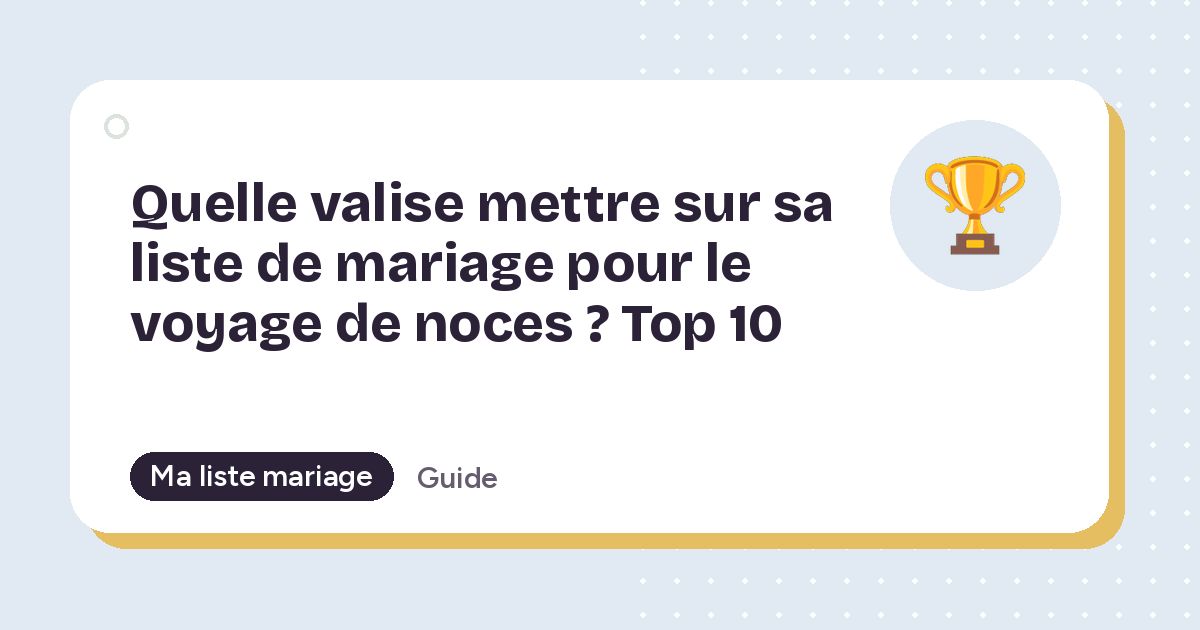 Quelle valise mettre sur sa
liste de mariage pour le
voyage de noces ? Top 10
Ma liste mariage
Guide